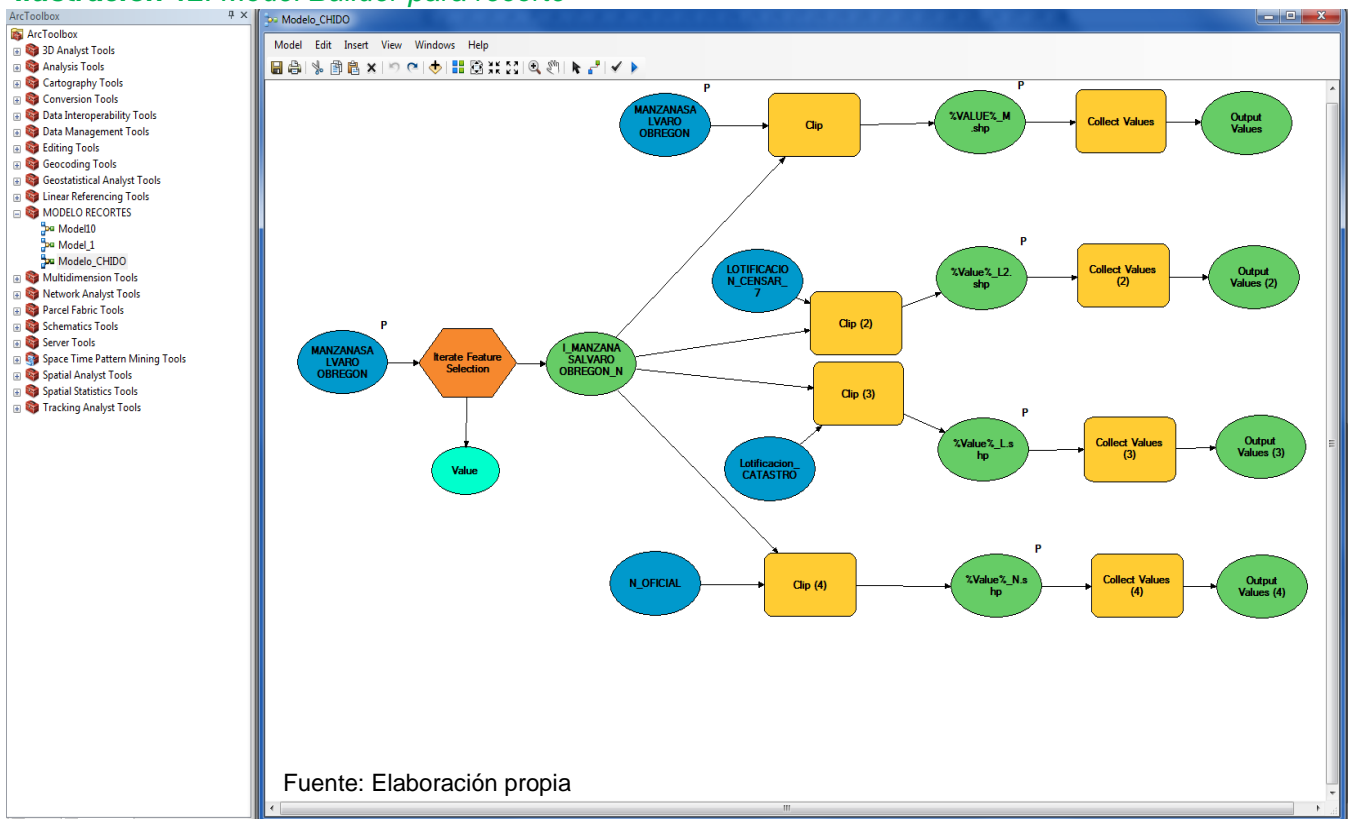 Ilustración 12. Model Builder para recorte
ArcToolbox
ArcToolbox
3D Analyst Tools
Analysis Tools
Cartography Tools
Conversion Tools
Data Interoperability Tools
Data Management Tools
Editing Tools
Geocoding Tools
Geostatistical Analyst Tools
Linear Referencing Tools
MODELO RECORTES
Model10
Model_1
Modelo_CHIDO
Multidimension Tools
Network Analyst Tools
Parcel Fabric Tools
Schematics Tools
Server Tools
Space Time Pattern Mining Tools
Spatial Analyst Tools
Spatial Statistics Tools
Tracking Analyst Tools
Modelo_CHIDO
Model Edit Insert View Windows Help
P
MANZANASA
LVARO
OBREGON
Clip
P
%VALUE%_M
.shp
Collect Values
Output
Values
LOTIFICACIO
N_CENSAR_
7
Clip (2)
P
%Value%_L2.
shp
Collect Values
(2)
Output
Values (2)
P
MANZANASA
LVARO
OBREGON
Iterate Feature
Selection
I_MANZANA
SALVARO
OBREGON_N
Value
Clip (3)
Lotificacion_
CATASTRO
P
%Value%_L.s
hp
Collect Values
(3)
Output
Values (3)
N_OFICIAL
Clip (4)
P
%Value%_N.s
hp
Collect Values
(4)
Output
Values (4)
Fuente: Elaboración propia